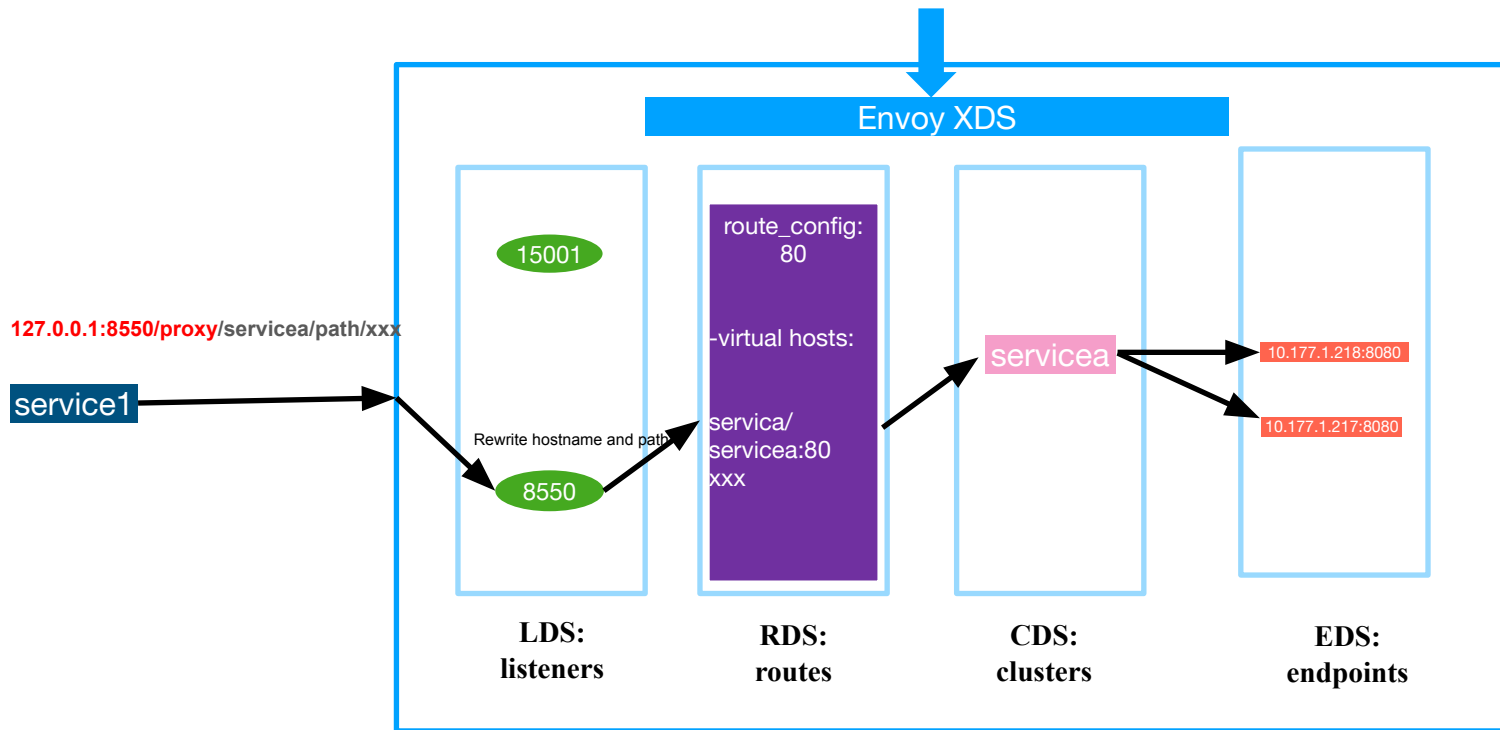 Envoy XDS
route_config:
80
15001
127.0.0.1:8550/proxy/servicea/path/xxx
-virtual hosts:
servicea
10.177.1.218:8080
service1
servica/
servicea:80
xxx
10.177.1.217:8080
Rewrite hostname and path
8550
LDS:
listeners
RDS:
routes
CDS:
clusters
EDS:
endpoints